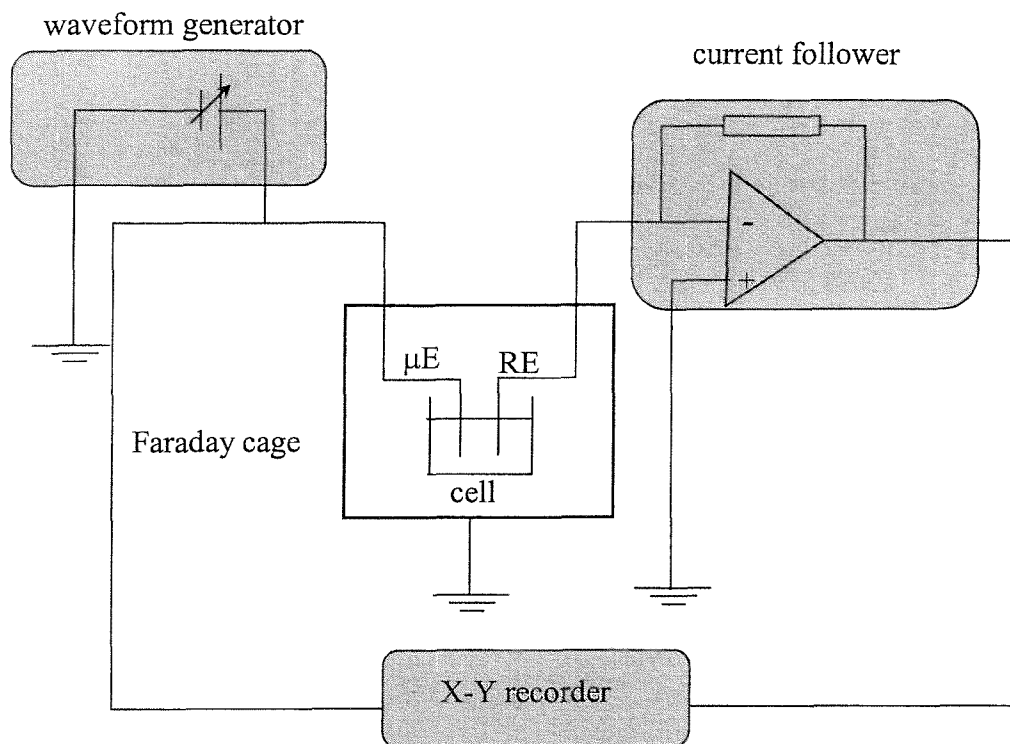 waveform generator
current follower
-
+
μE
RE
Faraday cage
cell
X-Y recorder